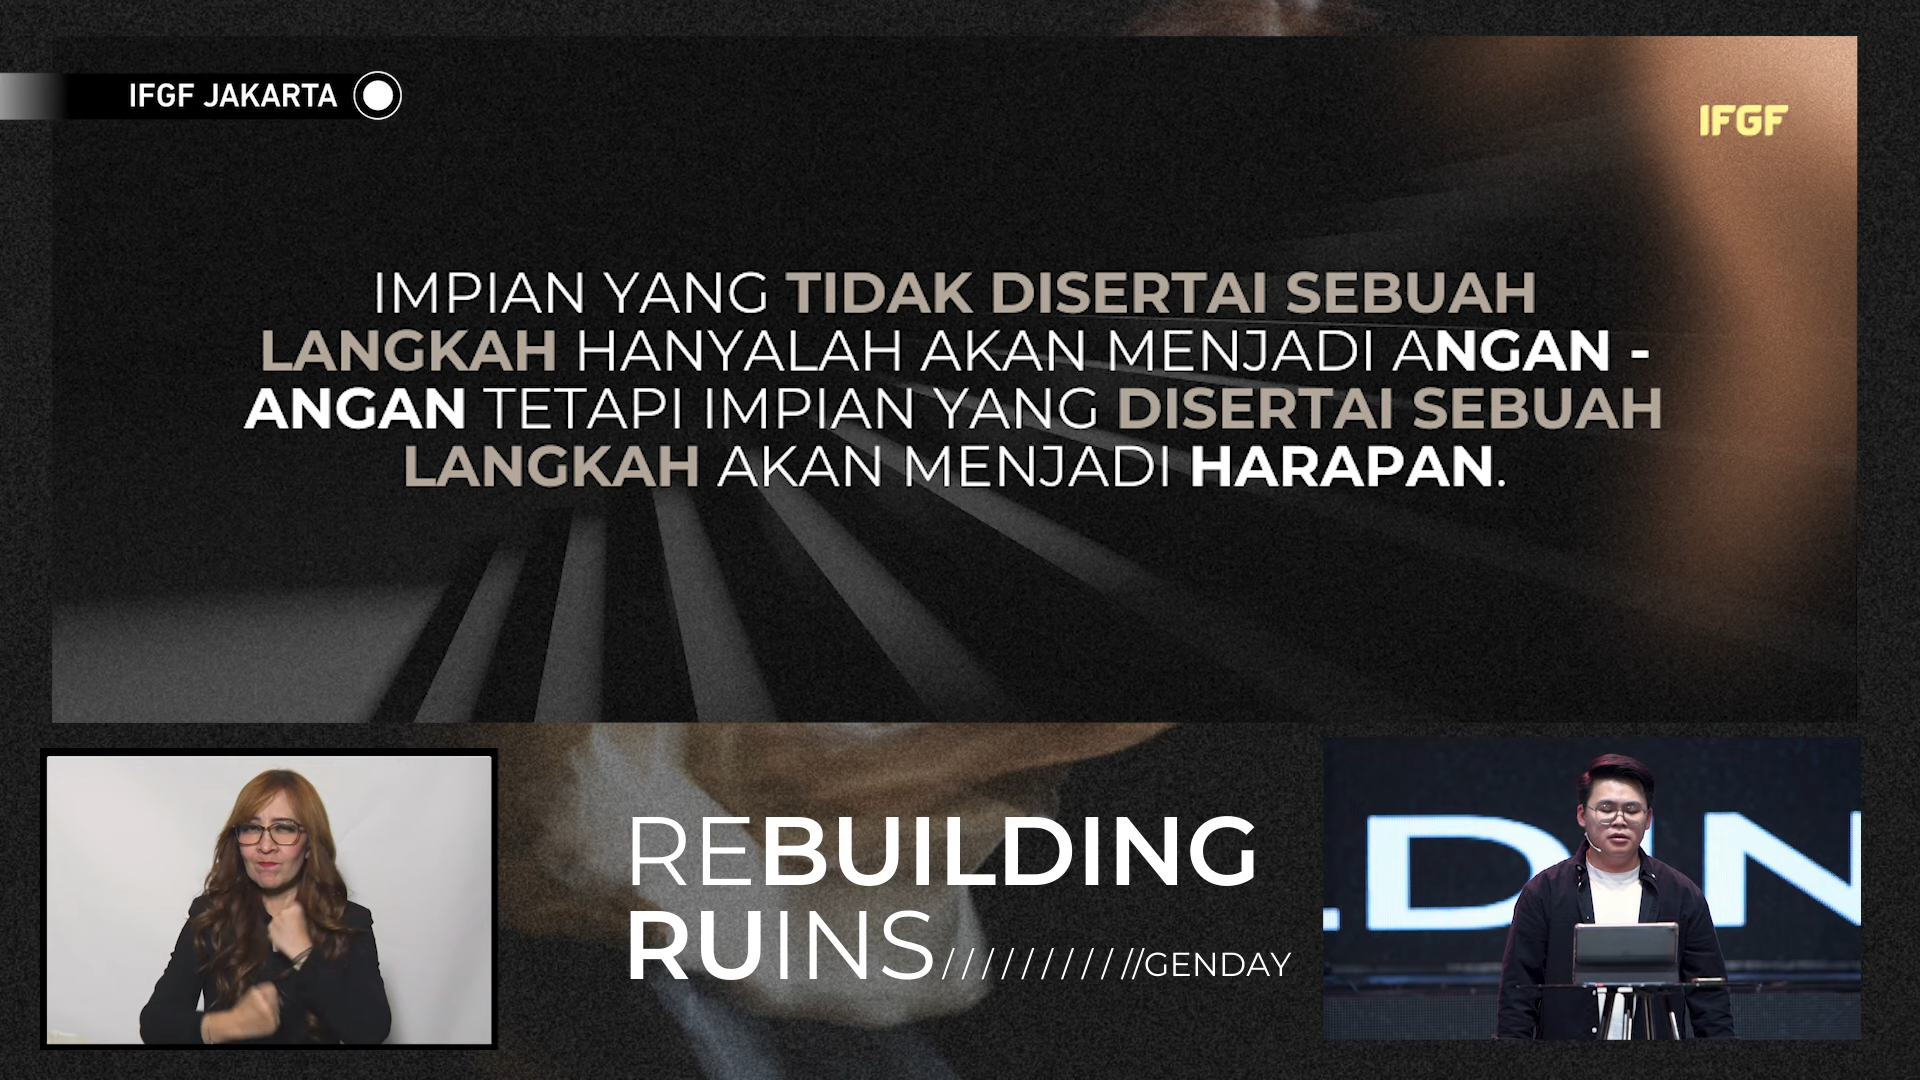 IFGF JAKARTA
IFGF
IMPIAN YANG TIDAK DISERTAI SEBUAH
LANGKAH HANYALAH AKAN MENJADI ANGAN -
ANGAN TETAPI IMPIAN YANG DISERTAI SEBUAH
LANGKAH AKAN MENJADI HARAPAN.
REBUILDING
RUINS///////////GENDAY
LDIN